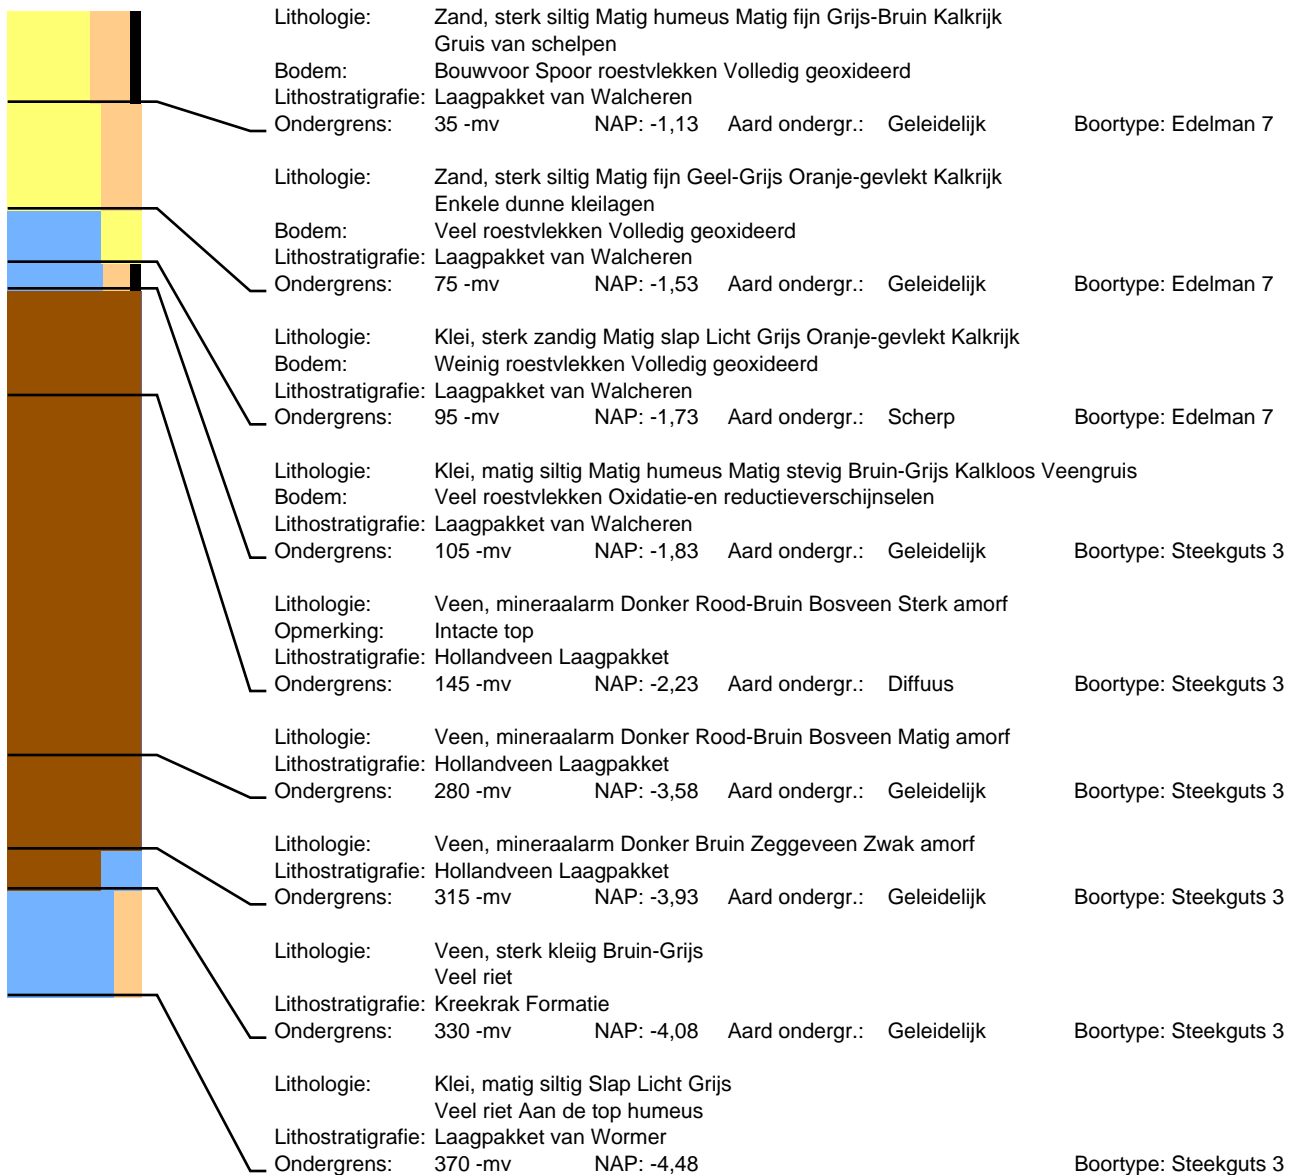 Lithologie: Zand, sterk siltig Matig humeus Matig fijn Grijs-Bruin Kalkrijk
Gruis van schelpen
Bodem: Bouwvoor Spoor roestvlekken Volledig geoxideerd
Lithostratigrafie: Laagpakket van Walcheren
Ondergrens: 35 -mv NAP: -1,13 Aard ondergr.: Geleidelijk Boortype: Edelman 7
Lithologie: Zand, sterk siltig Matig fijn Geel-Grijs Oranje-gevlekt Kalkrijk
Enkele dunne kleilagen
Bodem: Veel roestvlekken Volledig geoxideerd
Lithostratigrafie: Laagpakket van Walcheren
Ondergrens: 75 -mv NAP: -1,53 Aard ondergr.: Geleidelijk Boortype: Edelman 7
Lithologie: Klei, sterk zandig Matig slap Licht Grijs Oranje-gevlekt Kalkrijk
Bodem: Weinig roestvlekken Volledig geoxideerd
Lithostratigrafie: Laagpakket van Walcheren
Ondergrens: 95 -mv NAP: -1,73 Aard ondergr.: Scherp Boortype: Edelman 7
Lithologie: Klei, matig siltig Matig humeus Matig stevig Bruin-Grijs Kalkloos Veengruis
Bodem: Veel roestvlekken Oxidatie-en reductieverschijnselen
Lithostratigrafie: Laagpakket van Walcheren
Ondergrens: 105 -mv NAP: -1,83 Aard ondergr.: Geleidelijk Boortype: Steekguts 3
Lithologie: Veen, mineraalarm Donker Rood-Bruin Bosveen Sterk amorf
Opmerking: Intacte top
Lithostratigrafie: Hollandveen Laagpakket
Ondergrens: 145 -mv NAP: -2,23 Aard ondergr.: Diffuus Boortype: Steekguts 3
Lithologie: Veen, mineraalarm Donker Rood-Bruin Bosveen Matig amorf
Lithostratigrafie: Hollandveen Laagpakket
Ondergrens: 280 -mv NAP: -3,58 Aard ondergr.: Geleidelijk Boortype: Steekguts 3
Lithologie: Veen, mineraalarm Donker Bruin Zeggeveen Zwak amorf
Lithostratigrafie: Hollandveen Laagpakket
Ondergrens: 315 -mv NAP: -3,93 Aard ondergr.: Geleidelijk Boortype: Steekguts 3
Lithologie: Veen, sterk kleiig Bruin-Grijs
Veel riet
Lithostratigrafie: Kreekrak Formatie
Ondergrens: 330 -mv NAP: -4,08 Aard ondergr.: Geleidelijk Boortype: Steekguts 3
Lithologie: Klei, matig siltig Slap Licht Grijs
Veel riet Aan de top humeus
Lithostratigrafie: Laagpakket van Wormer
Ondergrens: 370 -mv NAP: -4,48 Boortype: Steekguts 3